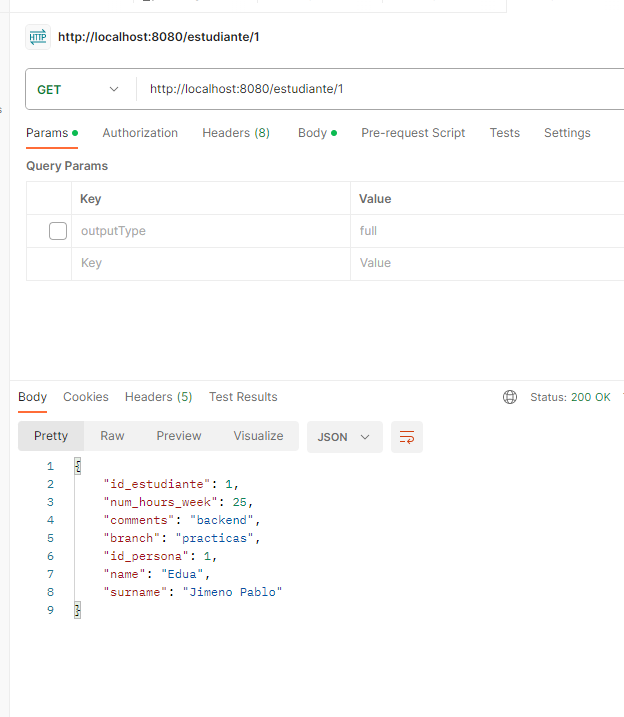 HTTP http://localhost:8080/estudiante/1
GET http://localhost:8080/estudiante/1
Params Authorization Headers (8) Body Pre-request Script Tests Settings
Query Params
Key Value
outputType full
Key Value
Body Cookies Headers (5) Test Results Status: 200 OK
Pretty Raw Preview Visualize JSON
1 {
2 "id_estudiante": 1,
3 "num_hours_week": 25,
4 "comments": "backend",
5 "branch": "practicas",
6 "id_persona": 1,
7 "name": "Edua",
8 "surname": "Jimeno Pablo"
9 }